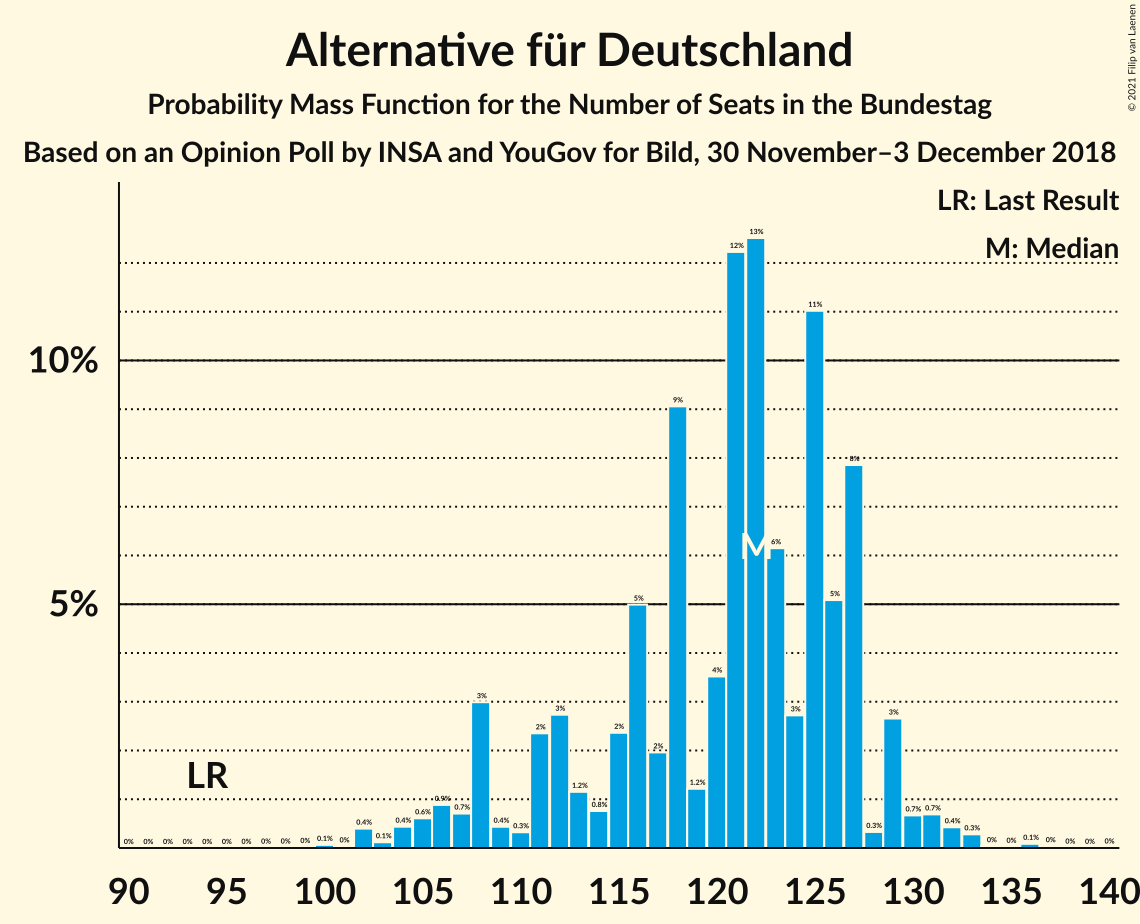 Alternative für Deutschland
Probability Mass Function for the Number of Seats in the Bundestag
Based on an Opinion Poll by INSA and YouGov for Bild, 30 November–3 December 2018
© 2021 Filip van Laenen
LR: Last Result
M: Median
10%
5%
0% 0% 0% 0% 0% 0% 0% 0% 0% 0% 0.1% 0% 0.4% 0.1% 0.4% 0.6% 0.9% 0.7% 3% 0.4% 0.3% 2% 3% 1.2% 0.8% 2% 5% 2% 9% 1.2% 4% 12% 13% 6% 3% 11% 5% 8% 0.3% 3% 0.7% 0.7% 0.4% 0.3% 0% 0% 0.1% 0% 0% 0% 0%
M
LR
90 95 100 105 110 115 120 125 130 135 140